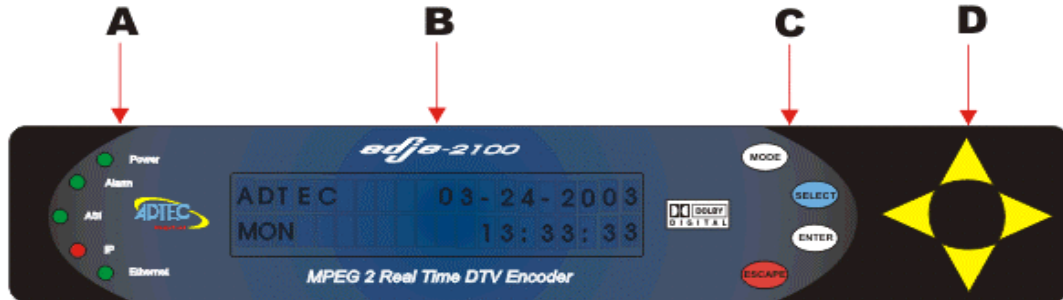 A
B
C
D
edje-2100
Power
Alarm
ASI
IP
Ethernet
ADTEC
ADTEC 03-24-2003
MON 13:33:33
DOLBY
DIGITAL
MPEG 2 Real Time DTV Encoder
MODE
SELECT
ENTER
ESCAPE